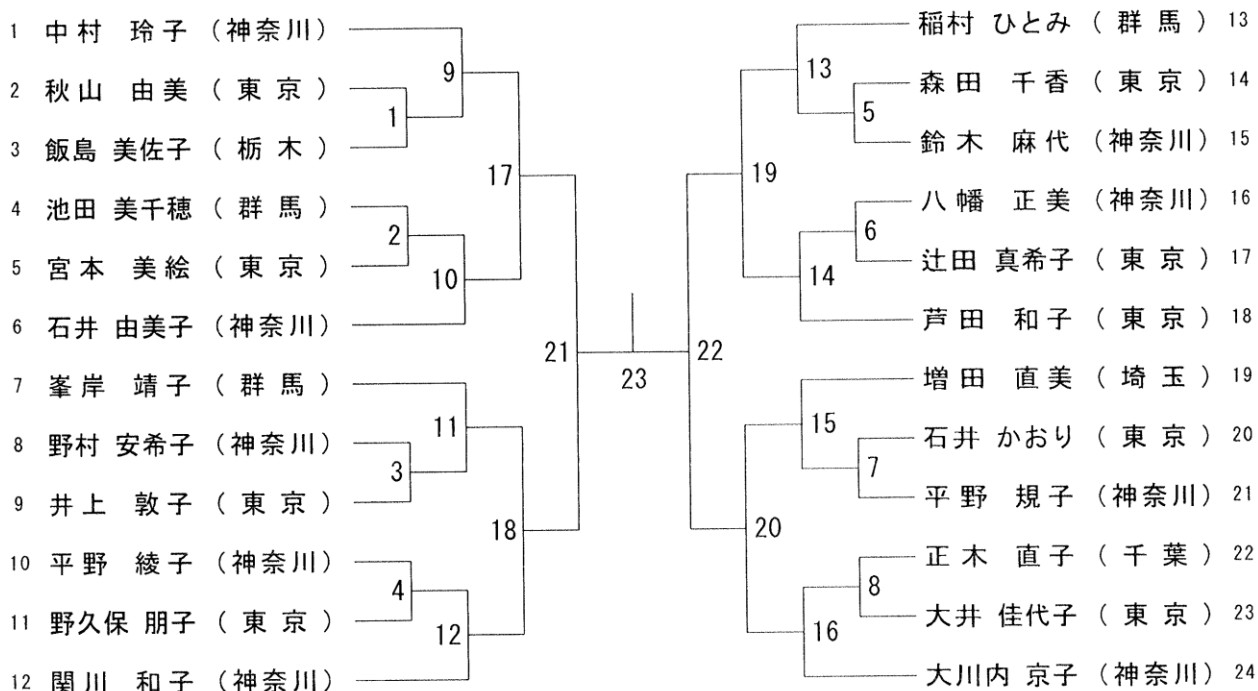 1 中村 玲子 (神奈川)
2 秋山 由美 (東京)
3 飯島 美佐子 (栃木)
4 池田 美千穂 (群馬)
5 宮本 美絵 (東京)
6 石井 由美子 (神奈川)
7 峯岸 靖子 (群馬)
8 野村 安希子 (神奈川)
9 井上 敦子 (東京)
10 平野 綾子 (神奈川)
11 野久保 朋子 (東京)
12 関川 和子 (神奈川)
9
1
17
2
10
21
11
3
18
4
12
23
13
5
19
6
14
22
15
7
20
8
16
稲村 ひとみ (群馬) 13
森田 千香 (東京) 14
鈴木 麻代 (神奈川) 15
八幡 正美 (神奈川) 16
辻田 真希子 (東京) 17
芦田 和子 (東京) 18
増田 直美 (埼玉) 19
石井 かおり (東京) 20
平野 規子 (神奈川) 21
正木 直子 (千葉) 22
大井 佳代子 (東京) 23
大川内 京子 (神奈川) 24